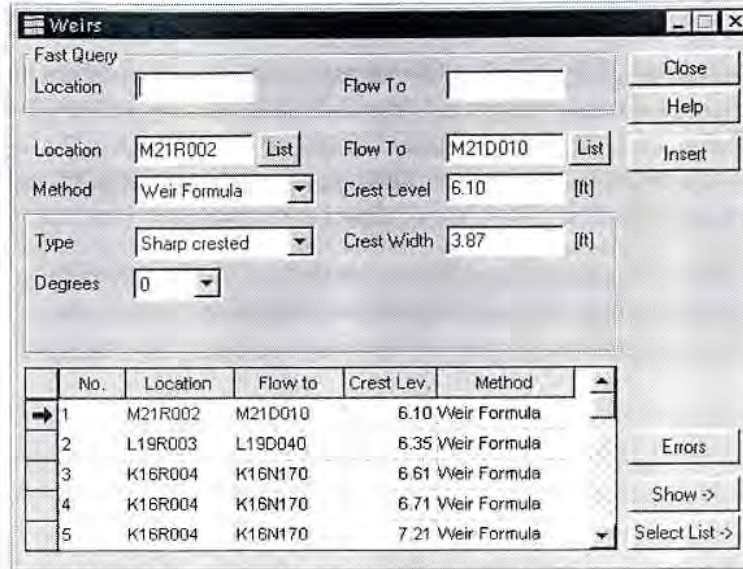 Weirs
Fast Query
Location Flow To
Close
Help
Location M21R002 List Flow To M21D010 List
Insert
Method Weir Formula Crest Level 6.10 [ft]
Type Sharp crested Crest Width 3.87 [ft]
Degrees 0
No. Location Flow to Crest Lev. Method
1 M21R002 M21D010 6.10 Weir Formula
2 L19R003 L19D040 6.35 Weir Formula
3 K16R004 K16N170 6.61 Weir Formula
4 K16R004 K16N170 6.71 Weir Formula
5 K16R004 K16N170 7.21 Weir Formula
Errors
Show ->
Select List ->